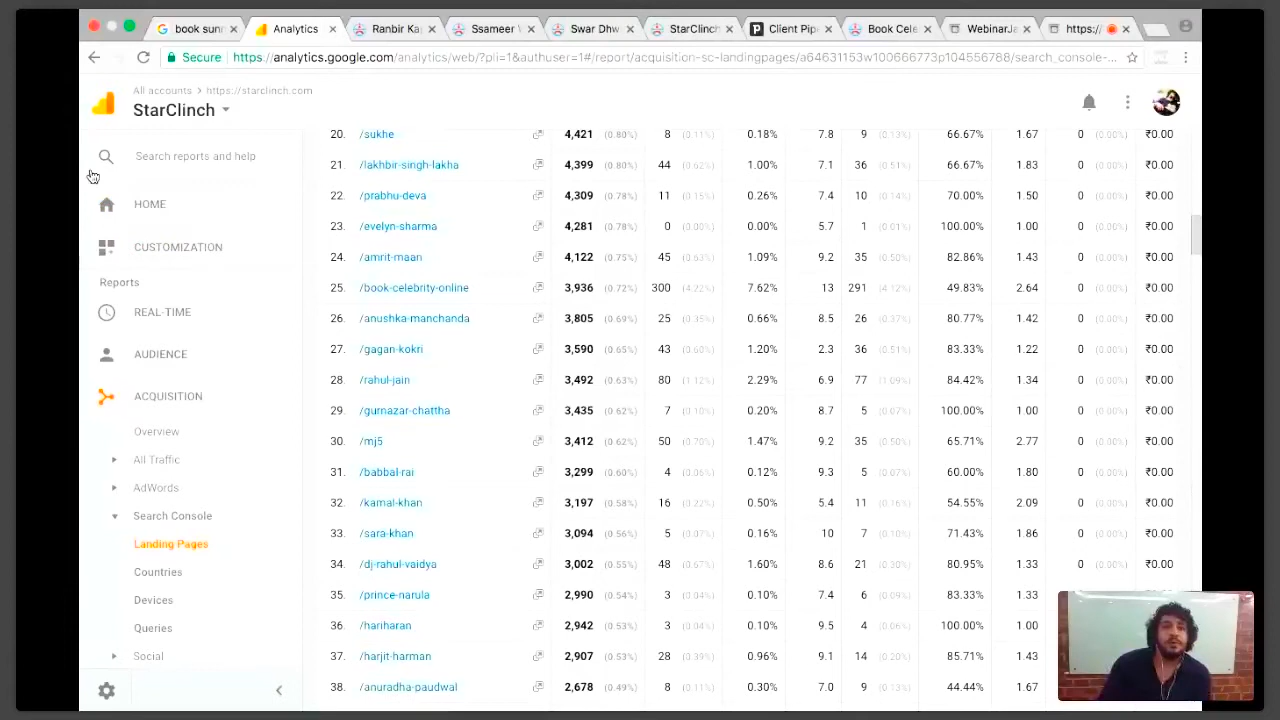 book sunn
Analytics
Ranbir Ka
Ssameer
Swar Dhw
StarClinch
Client Pip
Book Cele
WebinarJa
https:/
Secure https://analytics.google.com/analytics/web/?pli=1&authuser=1#/report/acquisition-sc-landingpages/a64631153w100666773p104556788/search_console-...
All accounts > https://starclinch.com
StarClinch
Search reports and help
HOME
CUSTOMIZATION
Reports
REAL-TIME
AUDIENCE
ACQUISITION
Overview
All Traffic
AdWords
Search Console
Landing Pages
Countries
Devices
Queries
Social
20. /sukhe 4,421 (0.80%) 8 (0.11%) 0.18% 7.8 9 (0.13%) 66.67% 1.67 0 (0.00%) ₹0.00
21. /lakhbir-singh-lakha 4,399 (0.80%) 44 (0.62%) 1.00% 7.1 36 (0.51%) 66.67% 1.83 0 (0.00%) ₹0.00
22. /prabhu-deva 4,309 (0.78%) 11 (0.15%) 0.26% 7.4 10 (0.14%) 70.00% 1.50 0 (0.00%) ₹0.00
23. /evelyn-sharma 4,281 (0.78%) 0 (0.00%) 0.00% 5.7 1 (0.01%) 100.00% 1.00 0 (0.00%) ₹0.00
24. /amrit-maan 4,122 (0.75%) 45 (0.63%) 1.09% 9.2 35 (0.50%) 82.86% 1.43 0 (0.00%) ₹0.00
25. /book-celebrity-online 3,936 (0.72%) 300 (4.22%) 7.62% 13 291 (4.12%) 49.83% 2.64 0 (0.00%) ₹0.00
26. /anushka-manchanda 3,805 (0.69%) 25 (0.35%) 0.66% 8.5 26 (0.37%) 80.77% 1.42 0 (0.00%) ₹0.00
27. /gagan-kokri 3,590 (0.65%) 43 (0.60%) 1.20% 2.3 36 (0.51%) 83.33% 1.22 0 (0.00%) ₹0.00
28. /rahul-jain 3,492 (0.63%) 80 (1.12%) 2.29% 6.9 77 (1.09%) 84.42% 1.34 0 (0.00%) ₹0.00
29. /gurnazar-chattha 3,435 (0.62%) 7 (0.10%) 0.20% 8.7 5 (0.07%) 100.00% 1.00 0 (0.00%) ₹0.00
30. /mj5 3,412 (0.62%) 50 (0.70%) 1.47% 9.2 35 (0.50%) 65.71% 2.77 0 (0.00%) ₹0.00
31. /babbal-rai 3,299 (0.60%) 4 (0.06%) 0.12% 9.3 5 (0.07%) 60.00% 1.80 0 (0.00%) ₹0.00
32. /kamal-khan 3,197 (0.58%) 16 (0.22%) 0.50% 5.4 11 (0.16%) 54.55% 2.09 0 (0.00%) ₹0.00
33. /sara-khan 3,094 (0.56%) 5 (0.07%) 0.16% 10 7 (0.10%) 71.43% 1.86 0 (0.00%) ₹0.00
34. /dj-rahul-vaidya 3,002 (0.55%) 48 (0.67%) 1.60% 8.6 21 (0.30%) 80.95% 1.33 0 (0.00%) ₹0.00
35. /prince-narula 2,990 (0.54%) 3 (0.04%) 0.10% 7.4 6 (0.09%) 83.33% 1.33
36. /hariharan 2,942 (0.53%) 3 (0.04%) 0.10% 9.5 4 (0.06%) 100.00% 1.00
37. /harjit-harman 2,907 (0.53%) 28 (0.39%) 0.96% 9.1 14 (0.20%) 85.71% 1.43
38. /anuradha-paudwal 2,678 (0.49%) 8 (0.11%) 0.30% 7.0 9 (0.13%) 44.44% 1.67